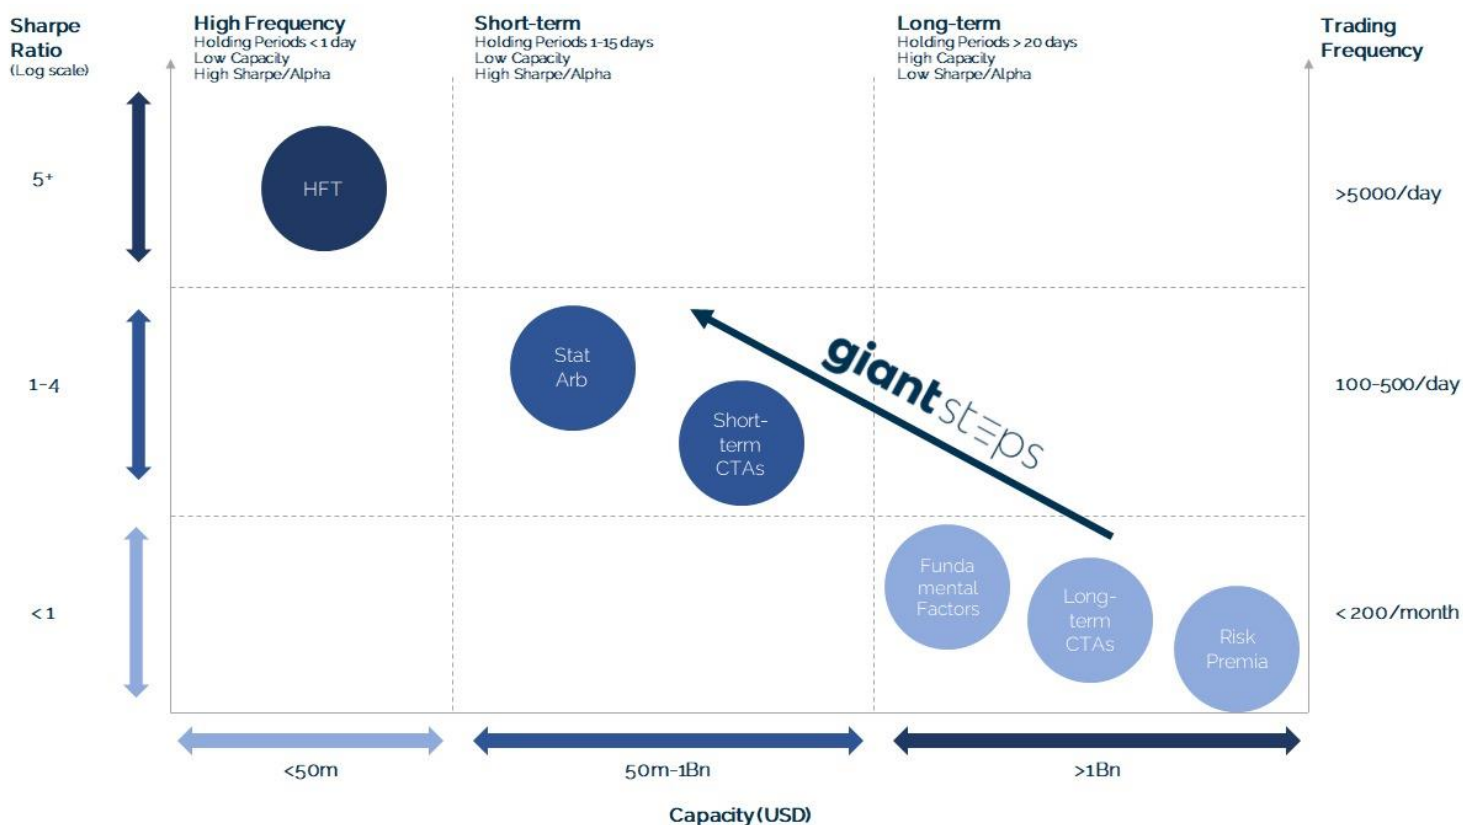 Sharpe
Ratio
(Log scale)
High Frequency
Holding Periods < 1 day
Low Capacity
High Sharpe/Alpha
Short-term
Holding Periods 1-15 days
Low Capacity
High Sharpe/Alpha
Long-term
Holding Periods > 20 days
High Capacity
Low Sharpe/Alpha
Trading
Frequency
5+
HFT
>5000/day
1-4
Stat
Arb
Short-
term
CTAs
giantsteps
100-500/day
<1
Funda
mental
Factors
Long-
term
CTAs
Risk
Premia
<200/month
<50m
50m-1Bn
>1Bn
Capacity (USD)